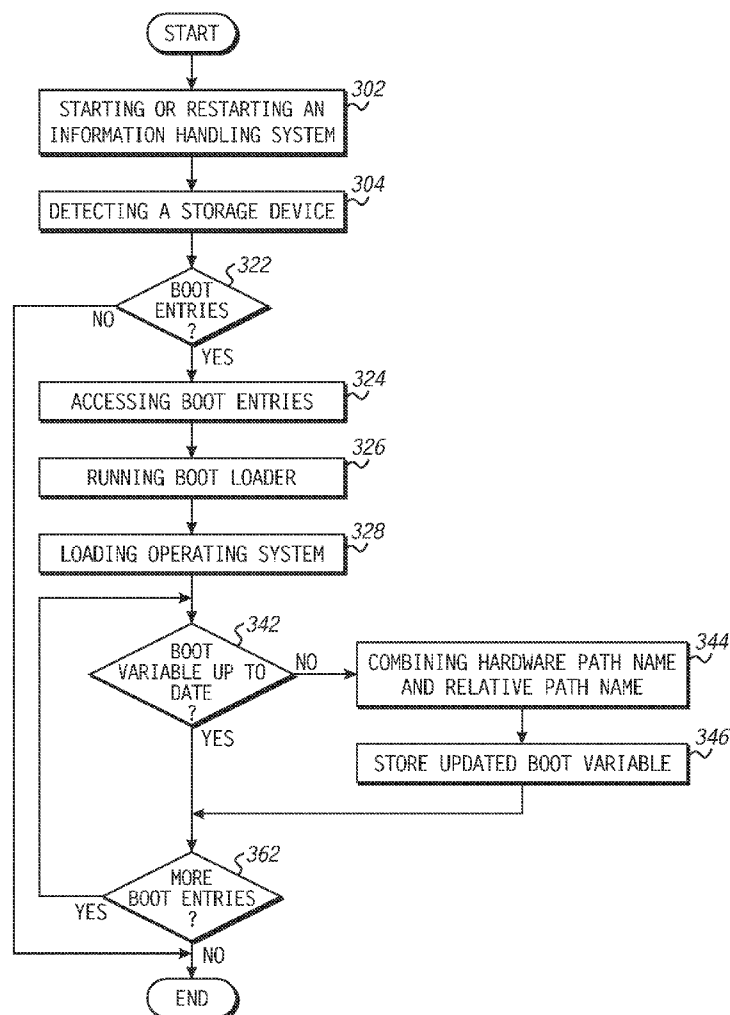 START
302
STARTING OR RESTARTING AN
INFORMATION HANDLING SYSTEM
304
DETECTING A STORAGE DEVICE
322
BOOT
ENTRIES
?
NO
YES
324
ACCESSING BOOT ENTRIES
326
RUNNING BOOT LOADER
328
LOADING OPERATING SYSTEM
342
BOOT
VARIABLE UP TO
DATE
?
NO
YES
344
COMBINING HARDWARE PATH NAME
AND RELATIVE PATH NAME
346
STORE UPDATED BOOT VARIABLE
362
MORE
BOOT ENTRIES
?
YES
NO
END